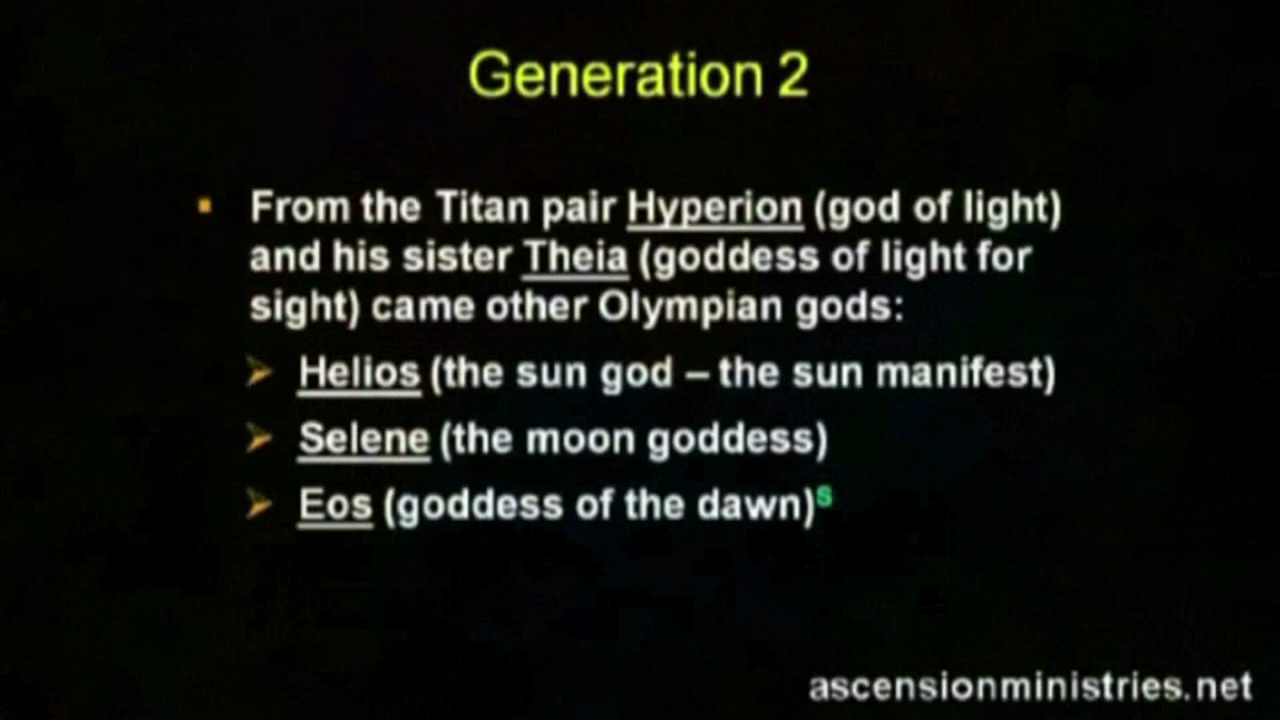 Generation 2
▪ From the Titan pair Hyperion (god of light)
and his sister Theia (goddess of light for
sight) came other Olympian gods:
➢ Helios (the sun god – the sun manifest)
➢ Selene (the moon goddess)
➢ Eos (goddess of the dawn)s
ascensionministries.net